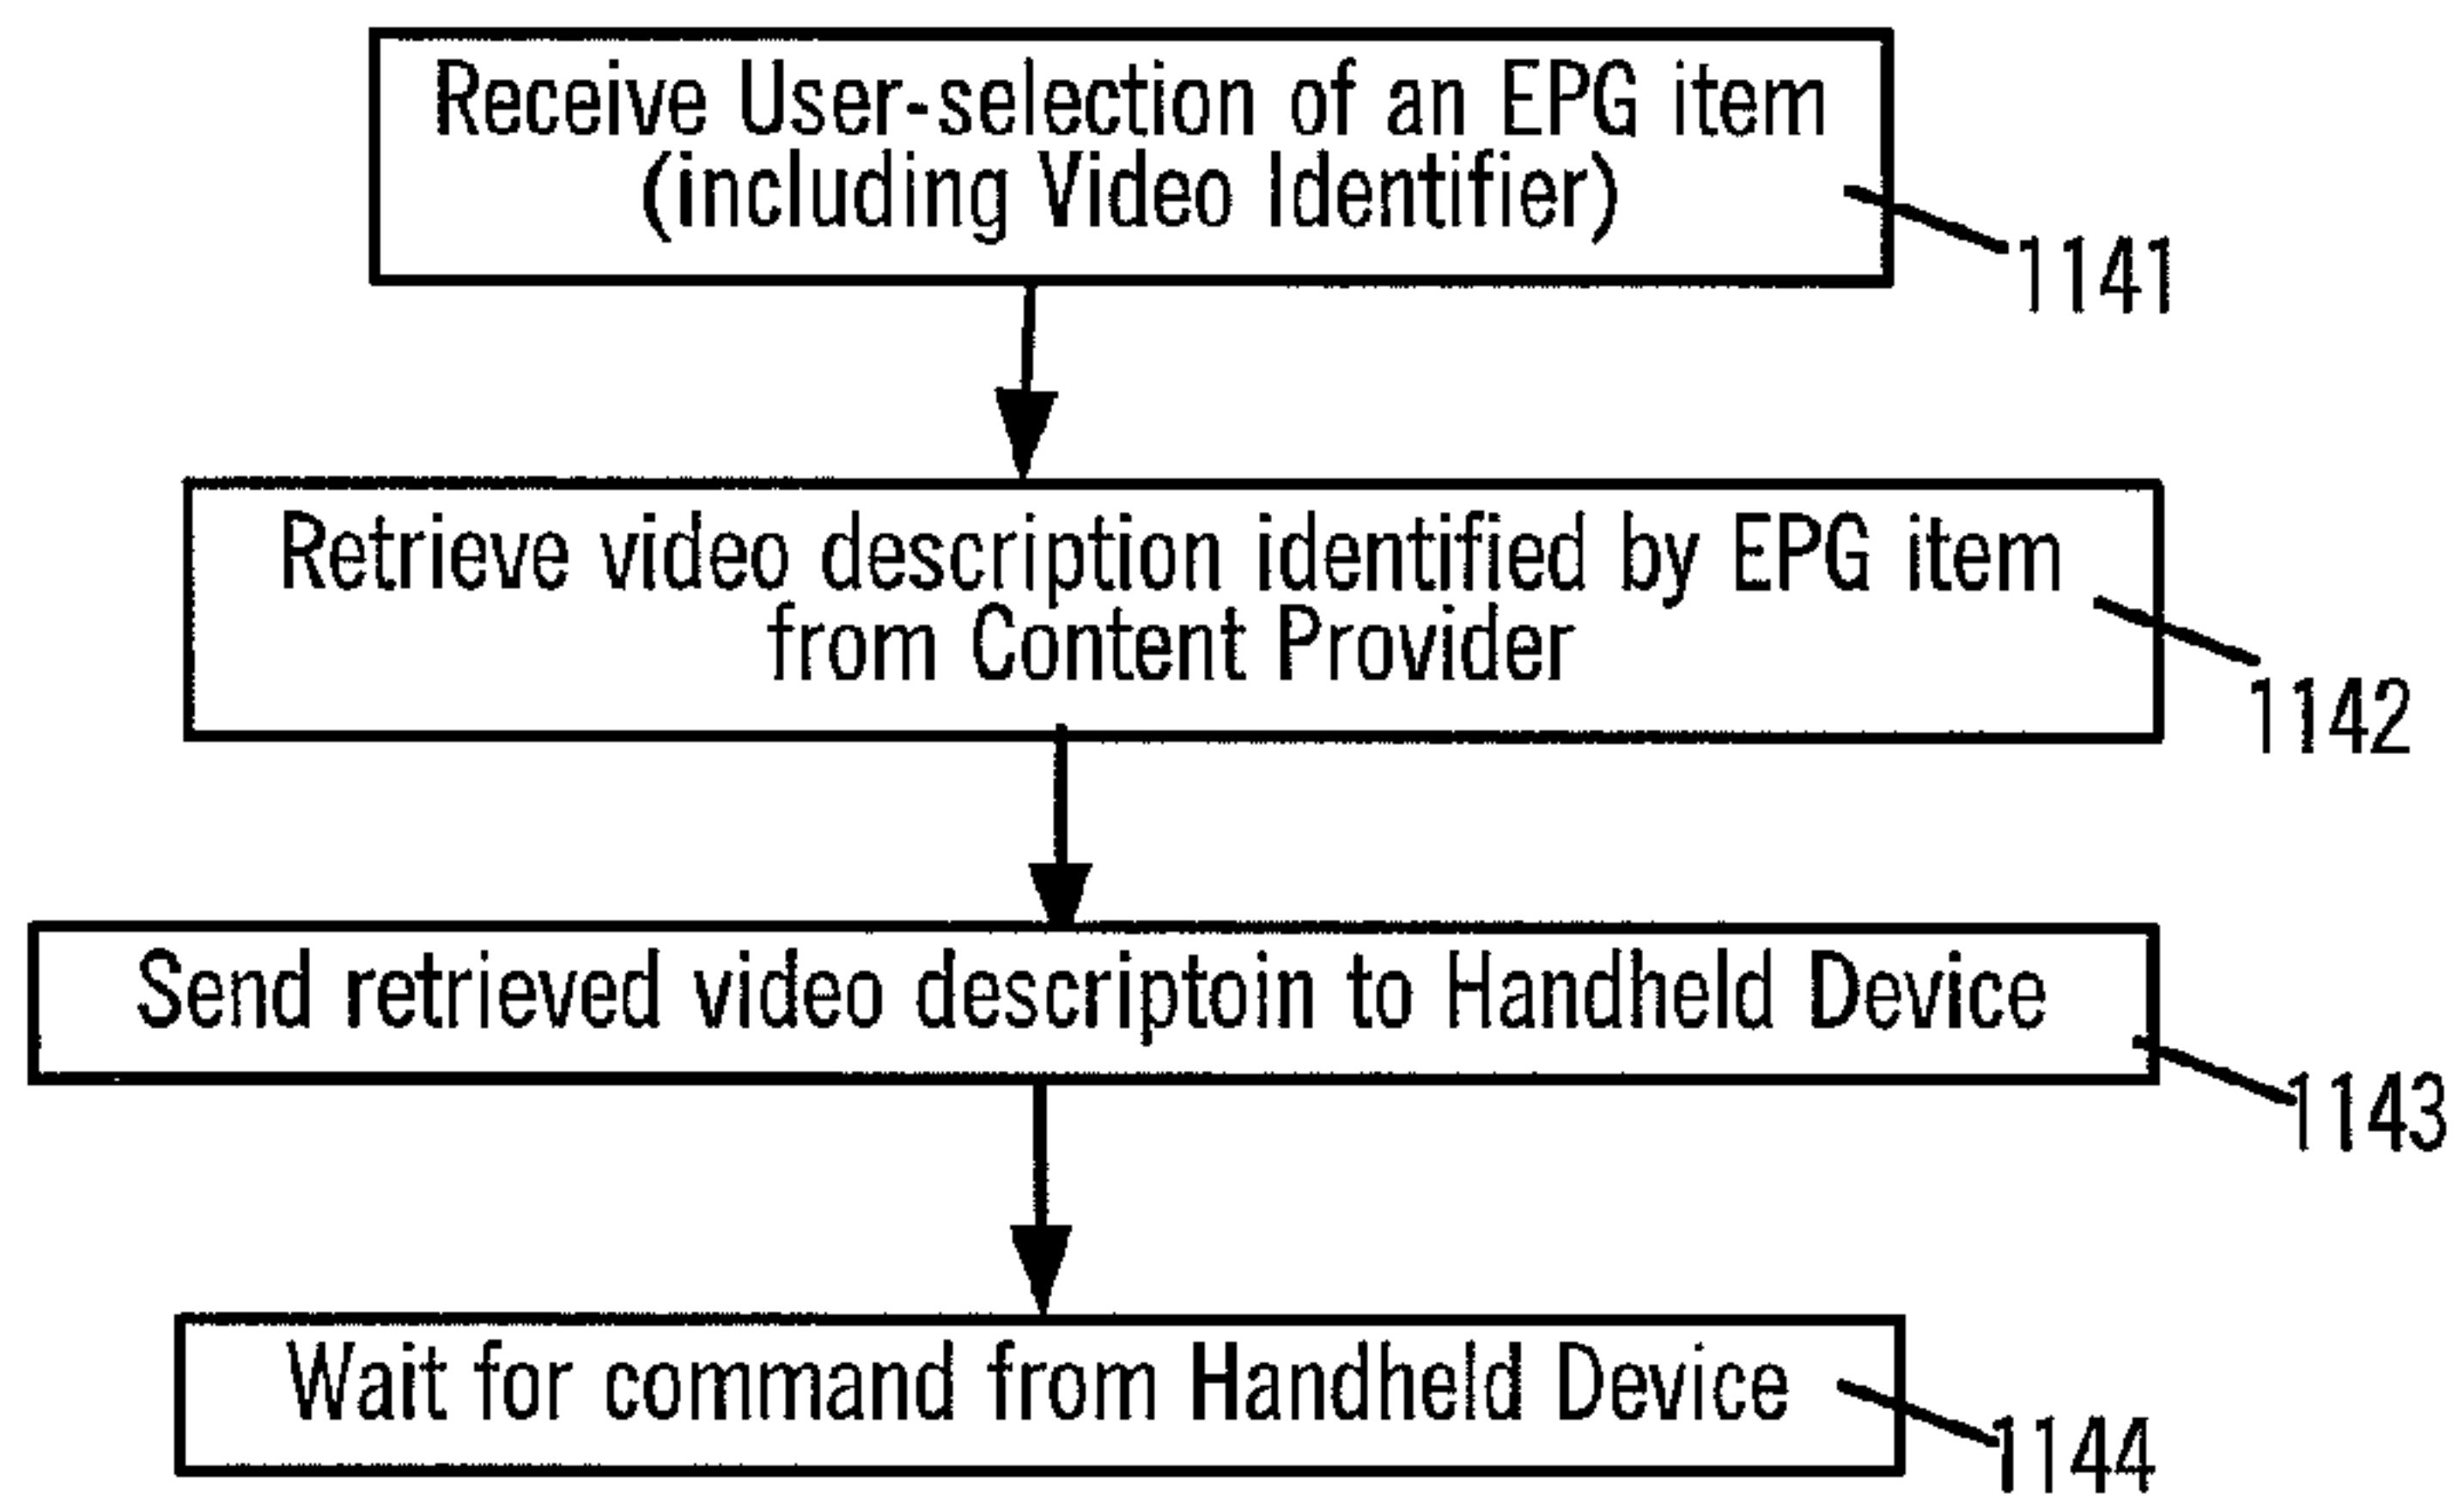 Receive User-selection of an EPG item
(including Video Identifier)
1141
Retrieve video description identified by EPG item
from Content Provider
1142
Send retrieved video descriptoin to Handheld Device
1143
Wait for command from Handheld Device
1144